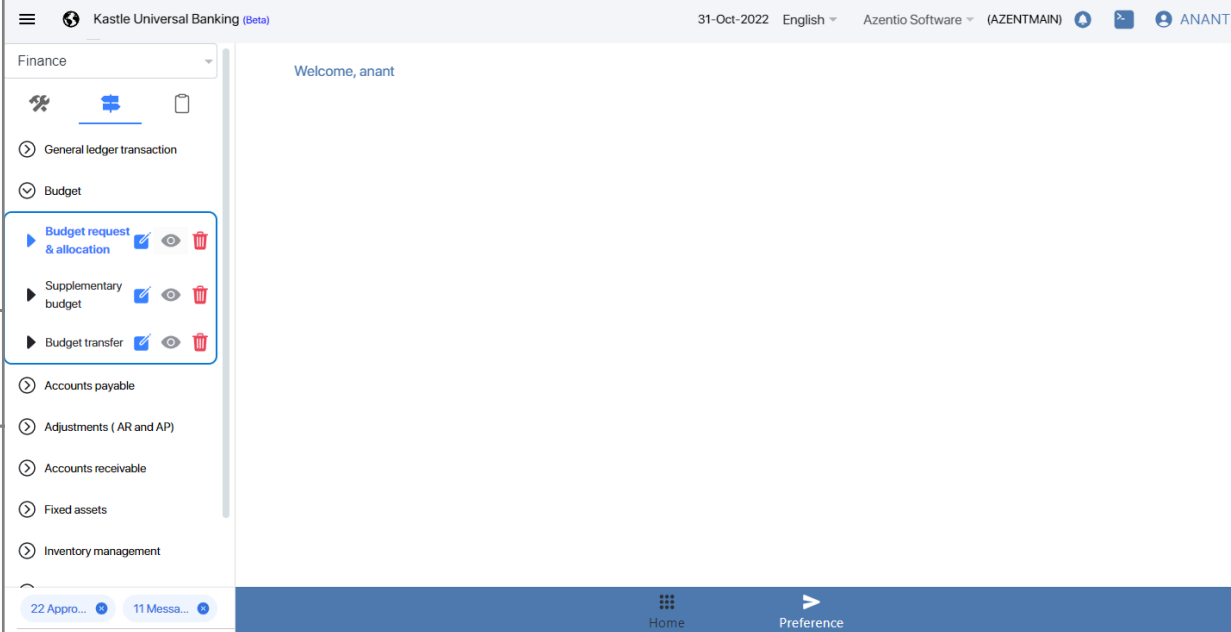 Kastle Universal Banking (Beta)
31-Oct-2022 English Azentio Software (AZENTMAIN) ANANT
Finance
Welcome, anant
General ledger transaction
Budget
Budget request
& allocation
Supplementary
budget
Budget transfer
Accounts payable
Adjustments ( AR and AP)
Accounts receivable
Fixed assets
Inventory management
22 Appro... 11 Messa...
Home Preference